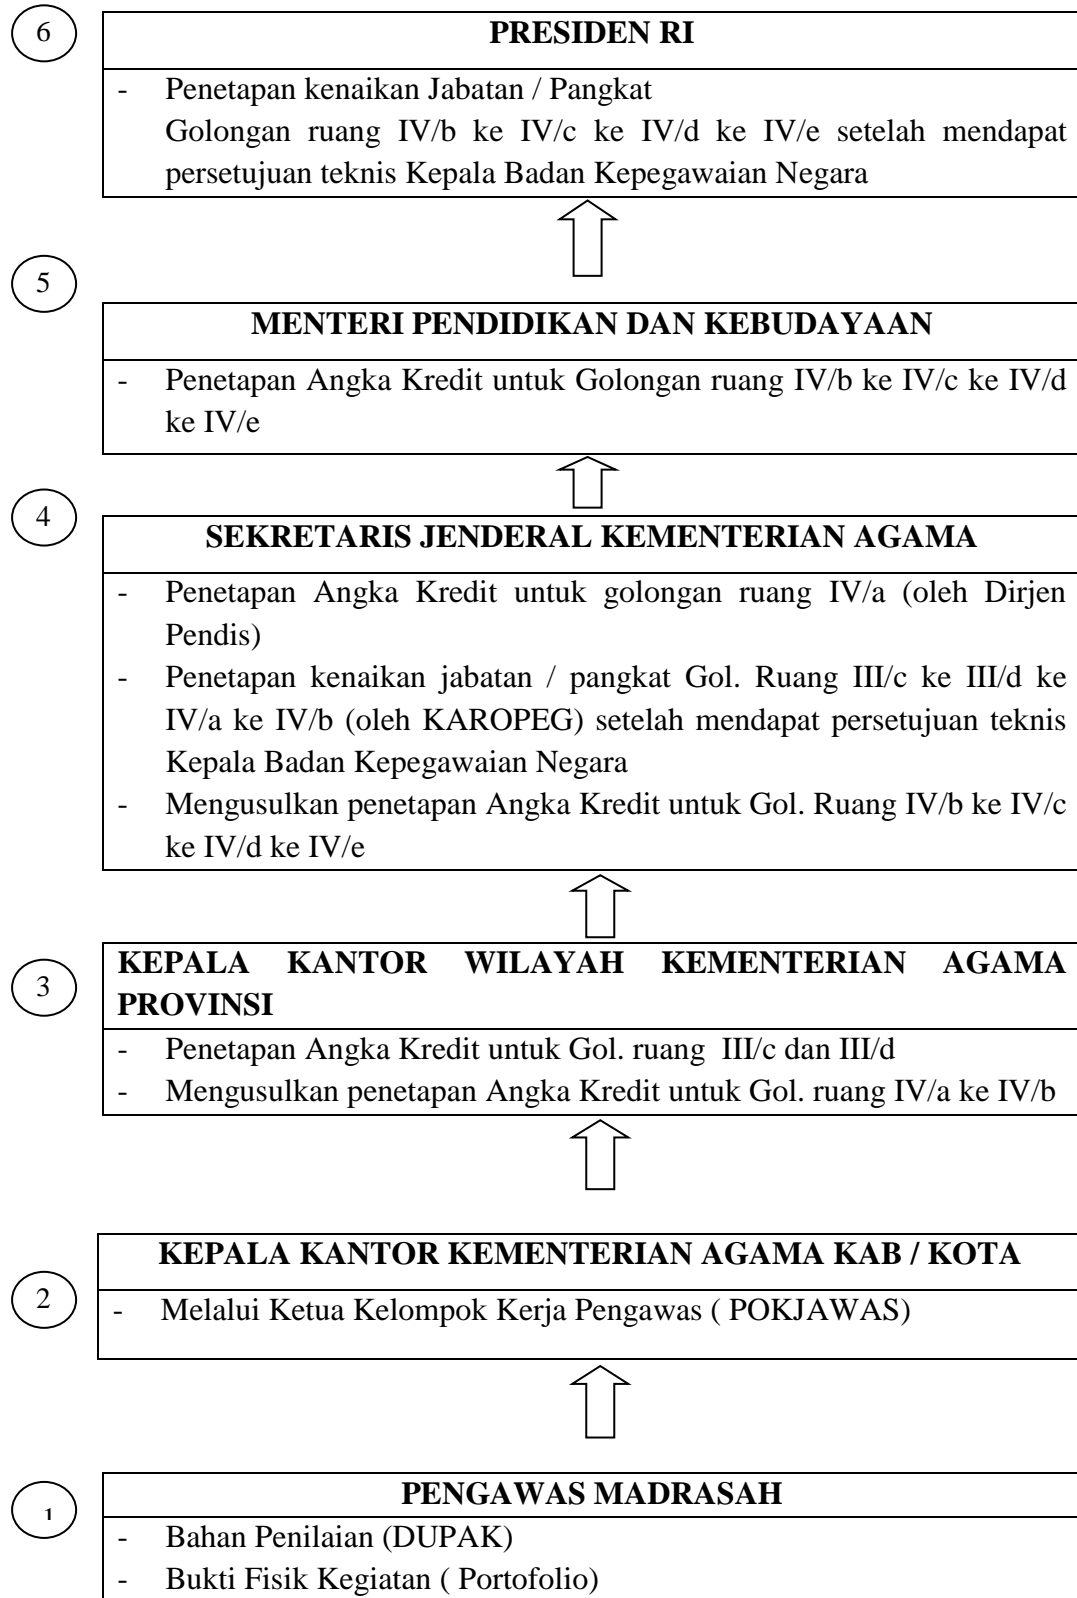 6
PRESIDEN RI
- Penetapan kenaikan Jabatan / Pangkat
Golongan ruang IV/b ke IV/c ke IV/d ke IV/e setelah mendapat
persetujuan teknis Kepala Badan Kepegawaian Negara
5
MENTERI PENDIDIKAN DAN KEBUDAYAAN
- Penetapan Angka Kredit untuk Golongan ruang IV/b ke IV/c ke IV/d
ke IV/e
4
SEKRETARIS JENDERAL KEMENTERIAN AGAMA
- Penetapan Angka Kredit untuk golongan ruang IV/a (oleh Dirjen
Pendis)
- Penetapan kenaikan jabatan / pangkat Gol. Ruang III/c ke III/d ke
IV/a ke IV/b (oleh KAROPEG) setelah mendapat persetujuan teknis
Kepala Badan Kepegawaian Negara
- Mengusulkan penetapan Angka Kredit untuk Gol. Ruang IV/b ke IV/c
ke IV/d ke IV/e
3
KEPALA KANTOR WILAYAH KEMENTERIAN AGAMA
PROVINSI
- Penetapan Angka Kredit untuk Gol. ruang III/c dan III/d
- Mengusulkan penetapan Angka Kredit untuk Gol. ruang IV/a ke IV/b
2
KEPALA KANTOR KEMENTERIAN AGAMA KAB / KOTA
- Melalui Ketua Kelompok Kerja Pengawas ( POKJAWAS)
1
PENGAWAS MADRASAH
- Bahan Penilaian (DUPAK)
- Bukti Fisik Kegiatan ( Portofolio)